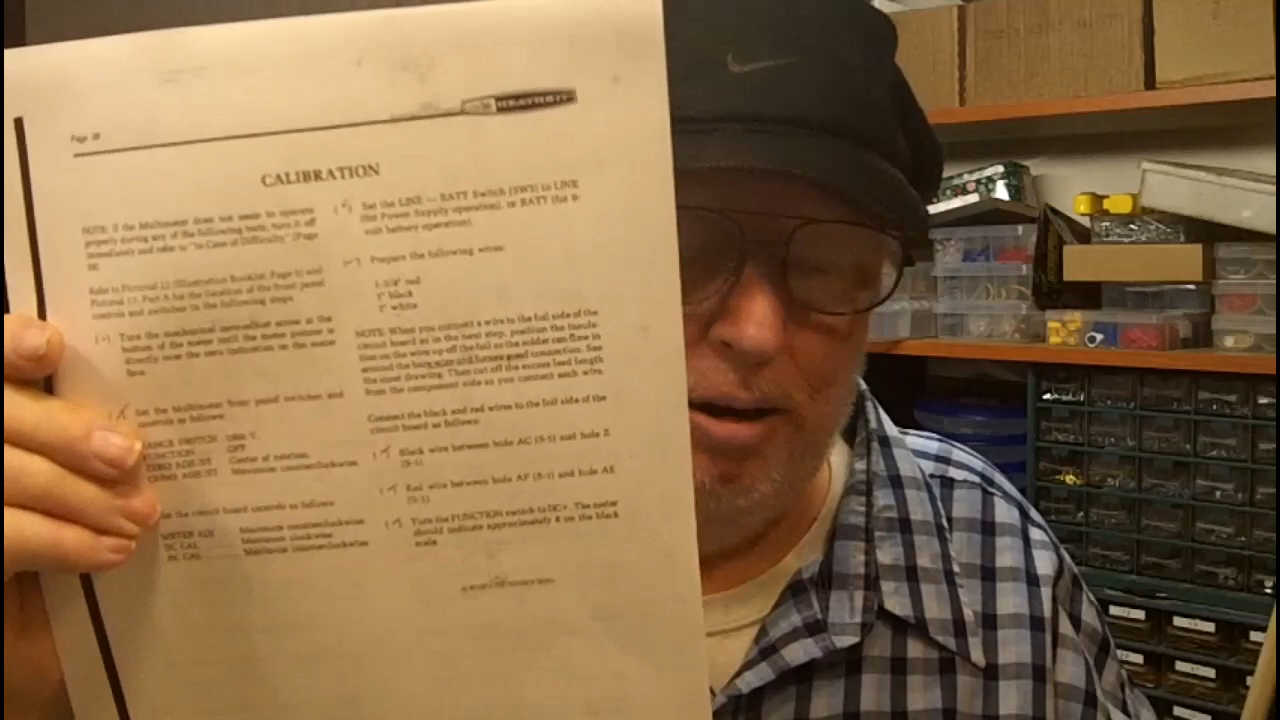 Page 28
HEATHKIT
CALIBRATION
NOTE: If the Multimeter does not seem to operate
properly during any of the following tests, turn it off
immediately and refer to "In Case of Difficulty" (Page
Refer to Pictorial 12 (Illustration Booklet, Page 5) and
Pictorial 13, Part A for the location of the front panel
controls and switches in the following steps.
Turn the mechanical zero-adjust screw at the
bottom of the meter until the meter pointer is
directly over the zero indication on the meter
face.
Set the Multimeter front panel switches and
controls as follows:
RANGE SWITCH
FUNCTION OFF
ZERO ADJUST Center of rotation.
OHMS ADJUST Maximum counterclockwise.
the circuit board controls as follows:
METER ADJ Maximum counterclockwise
DC CAL Maximum clockwise
AC CAL Maximum counterclockwise
Set the LINE — BATT Switch (SW3) to LINE
(for Power Supply operation), or BATT (for 9-
volt battery operation).
Prepare the following wires:
1-3/4" red
1" black
1" white
NOTE: When you connect a wire to the foil side of the
circuit board as in the next step, position the insula-
tion on the wire up off the foil so the solder can flow in
around the bare wire and form a good connection. See
the inset drawing. Then cut off the excess lead length
from the component side as you connect each wire.
Connect the black and red wires to the foil side of the
circuit board as follows:
Black wire between hole AC (S-1) and hole Z
(S-1).
Red wire between hole AF (S-1) and hole AS
(S-1).
Turn the FUNCTION switch to DC+. The meter
should indicate approximately 8 on the black
scale.